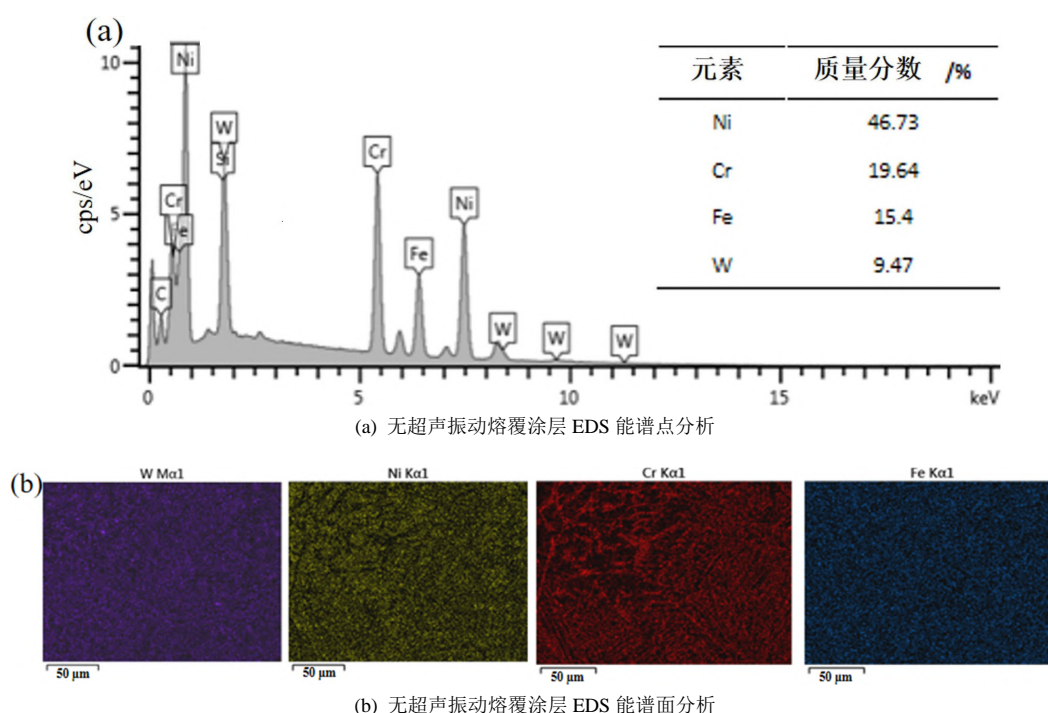 (a)
10
5
0
cps/eV
Ni
W
Si
Cr
Fe
C
Cr
Fe
Ni
W
W
W
0 5 10 15 keV
元素 质量分数 /%
Ni 46.73
Cr 19.64
Fe 15.4
W 9.47
(a) 无超声振动熔覆涂层 EDS 能谱点分析
(b)
W Mα1 Ni Kα1 Cr Kα1 Fe Kα1
50 μm 50 μm 50 μm 50 μm
(b) 无超声振动熔覆涂层 EDS 能谱面分析